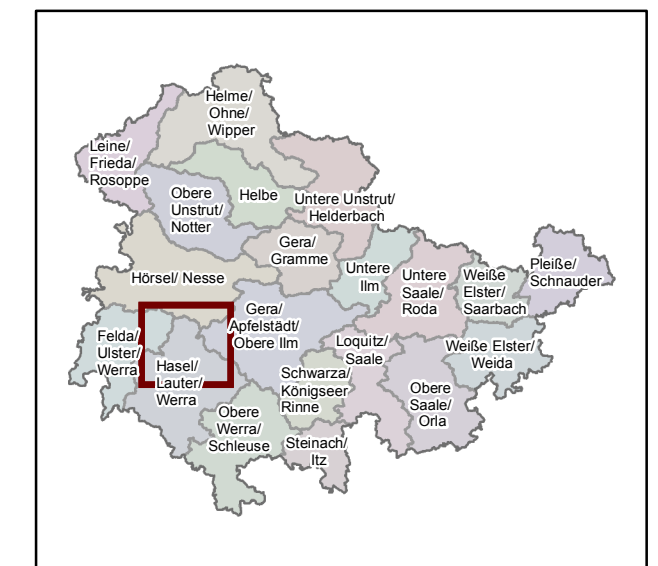 Helme/
Ohne/
Wipper
Leine/
Frieda/
Rosoppe
Obere
Unstrut/
Notter
Helbe
Untere Unstrut/
Helderbach
Gera/
Gramme
Hörsel/ Nesse
Untere
Ilm
Untere
Saale/
Roda
Weiße
Elster/
Saarbach
Pleiße/
Schnauder
Felda/
Ulster/
Werra
Gera/
Apfelstädt/
Obere Ilm
Hasel/
Lauter/
Werra
Loquitz/
Saale
Weiße Elster/
Weida
Schwarza/
Königseer
Rinne
Obere
Saale/
Orla
Obere
Werra/
Schleuse
Steinach/
Itz